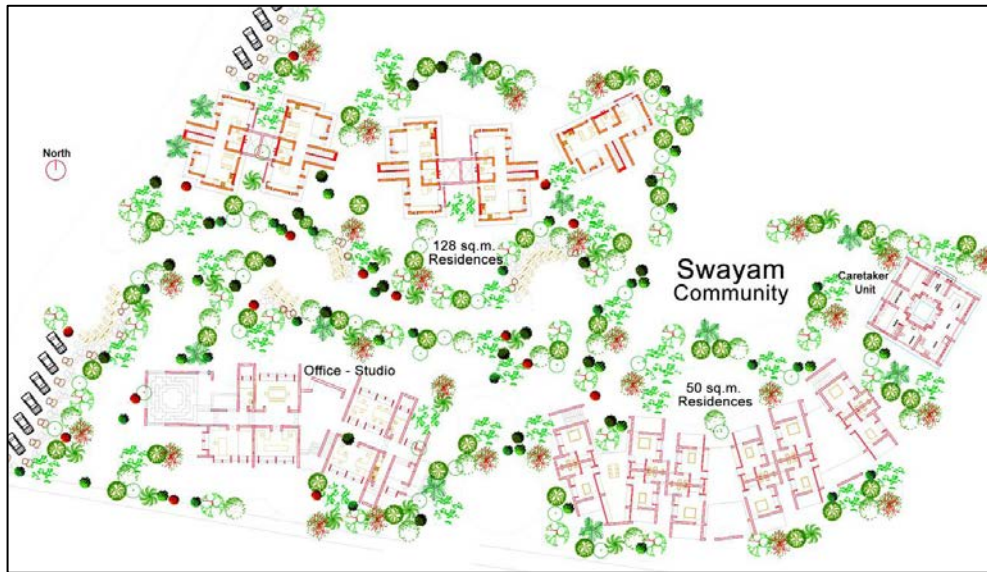 North
128 sq.m.
Residences
Swayam
Community
Caretaker
Unit
Office - Studio
50 sq.m.
Residences